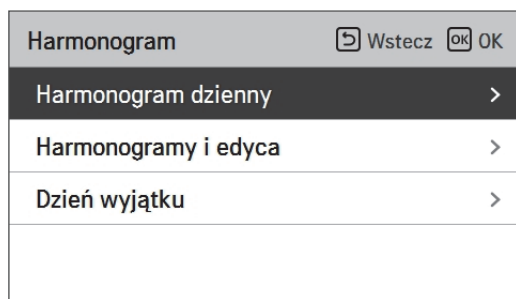 Harmonogram Wstecz OK OK
Harmonogram dzienny >
Harmonogramy i edyca >
Dzień wyjątku >